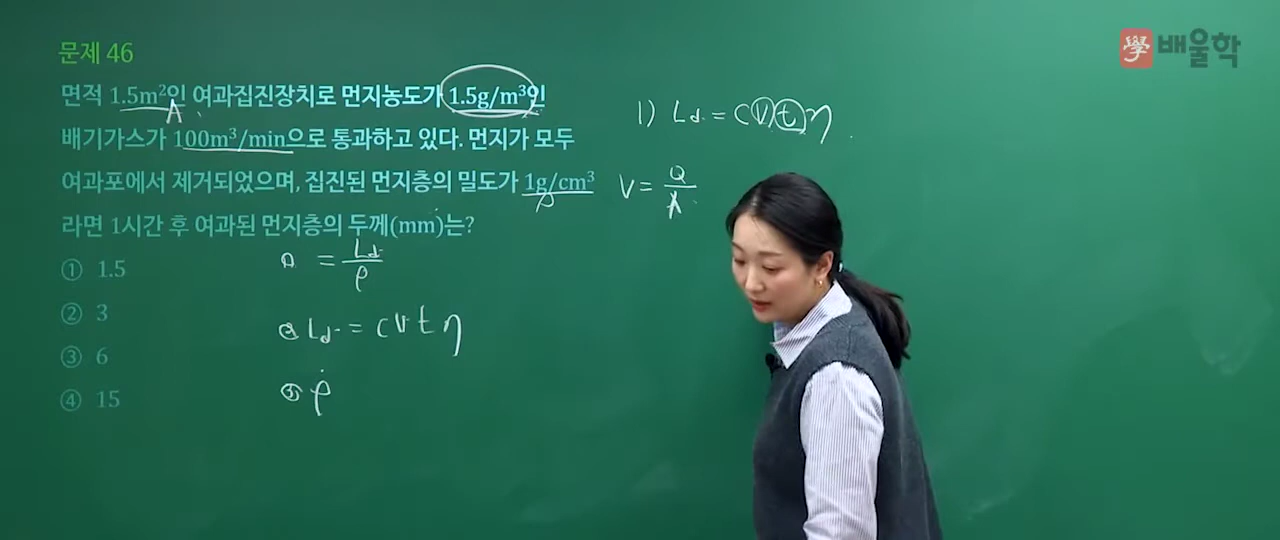 문제 46
면적 1.5m²인 여과집진장치로 먼지농도가 1.5g/m³인
배기가스가 100m³/min으로 통과하고 있다. 먼지가 모두
여과포에서 제거되었으며, 집진된 먼지층의 밀도가 1g/cm³
라면 1시간 후 여과된 먼지층의 두께(mm)는?
① 1.5
② 3
③ 6
④ 15
A
ρ
= Ld / ρ
② Ld = C V t η
③ ρ
1) Ld = C V t η
V = Q / A
學 배울학